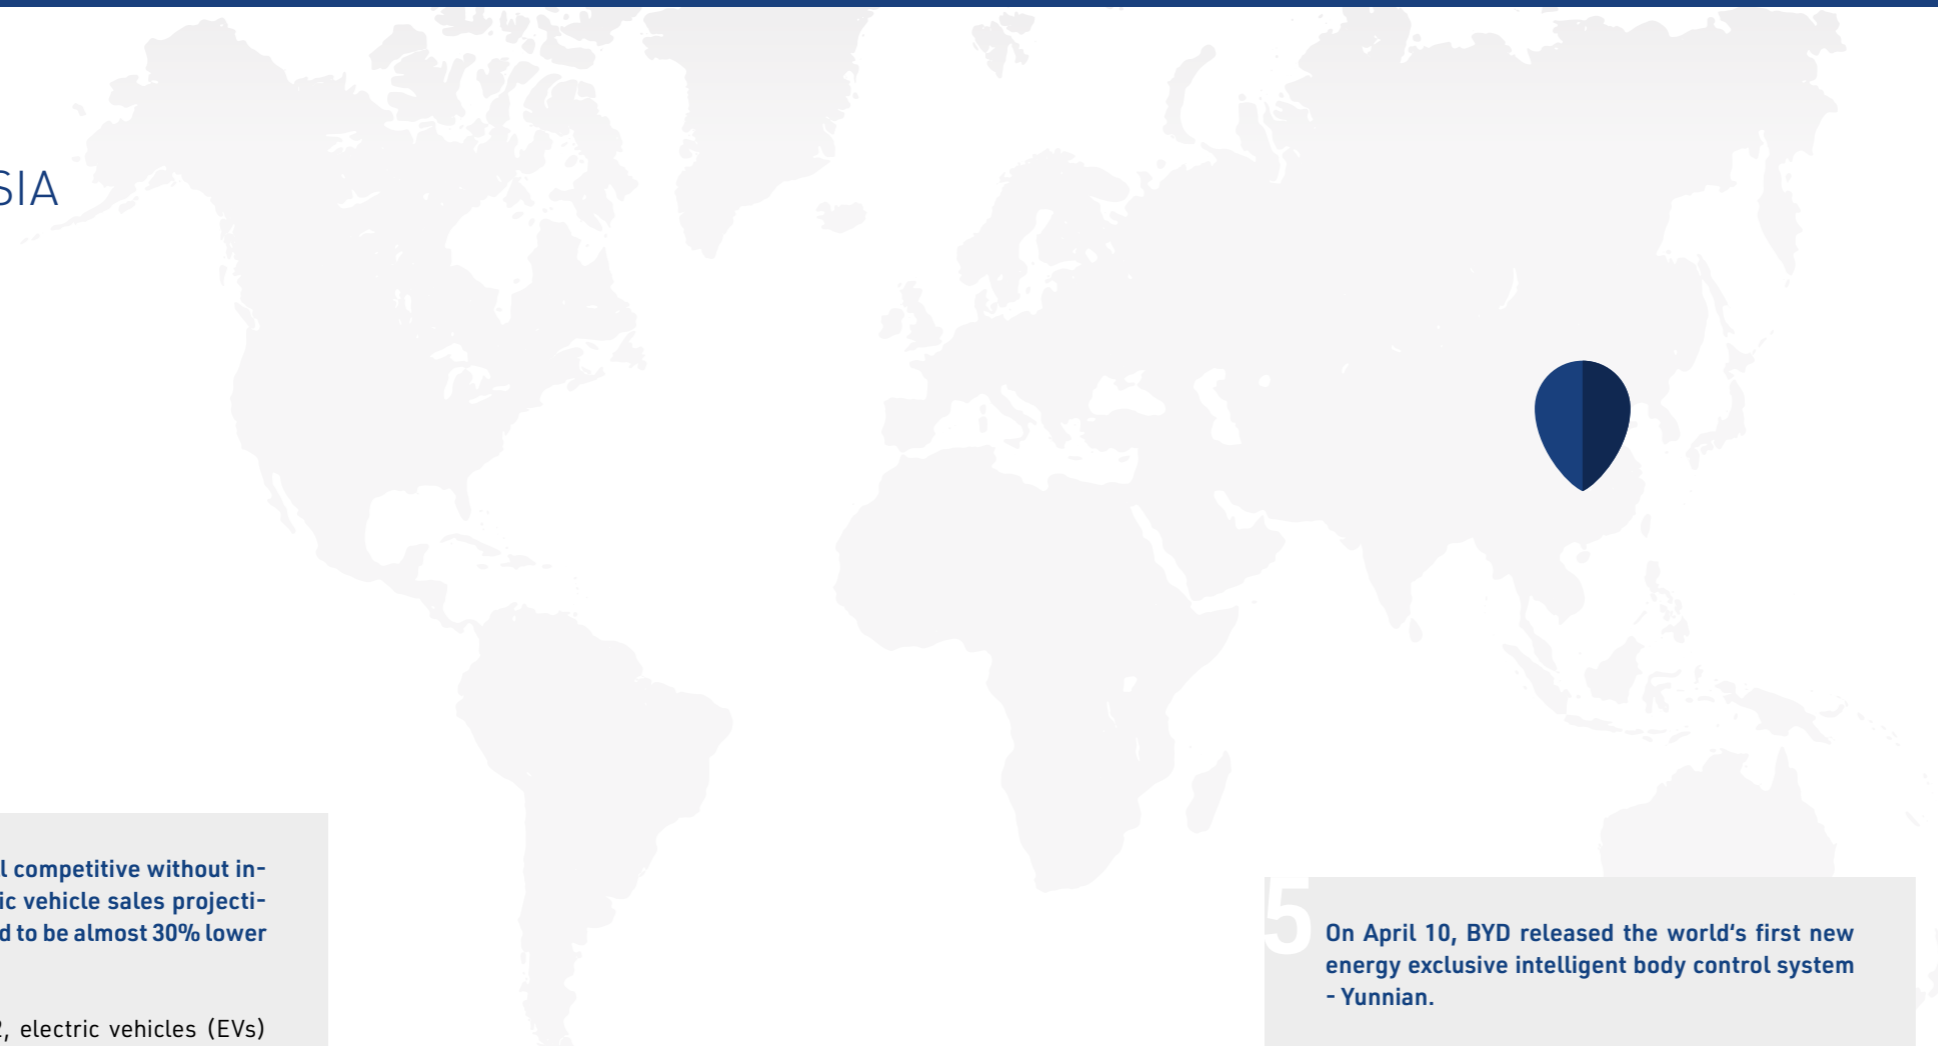 SIA
l competitive without in-
ic vehicle sales projecti-
d to be almost 30% lower
, electric vehicles (EVs)
5
On April 10, BYD released the world's first new
energy exclusive intelligent body control system
- Yunnian.